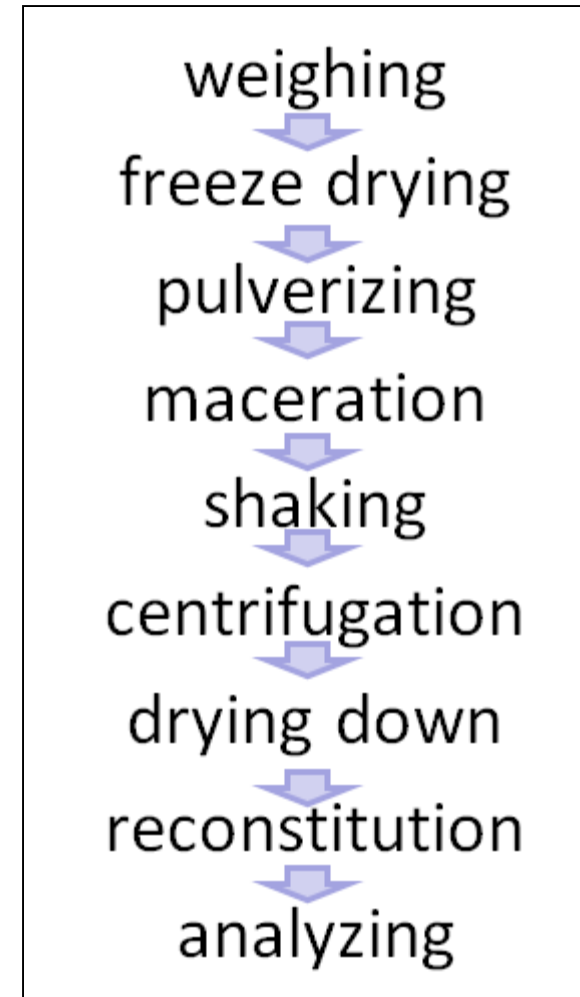 weighing
freeze drying
pulverizing
maceration
shaking
centrifugation
drying down
reconstitution
analyzing